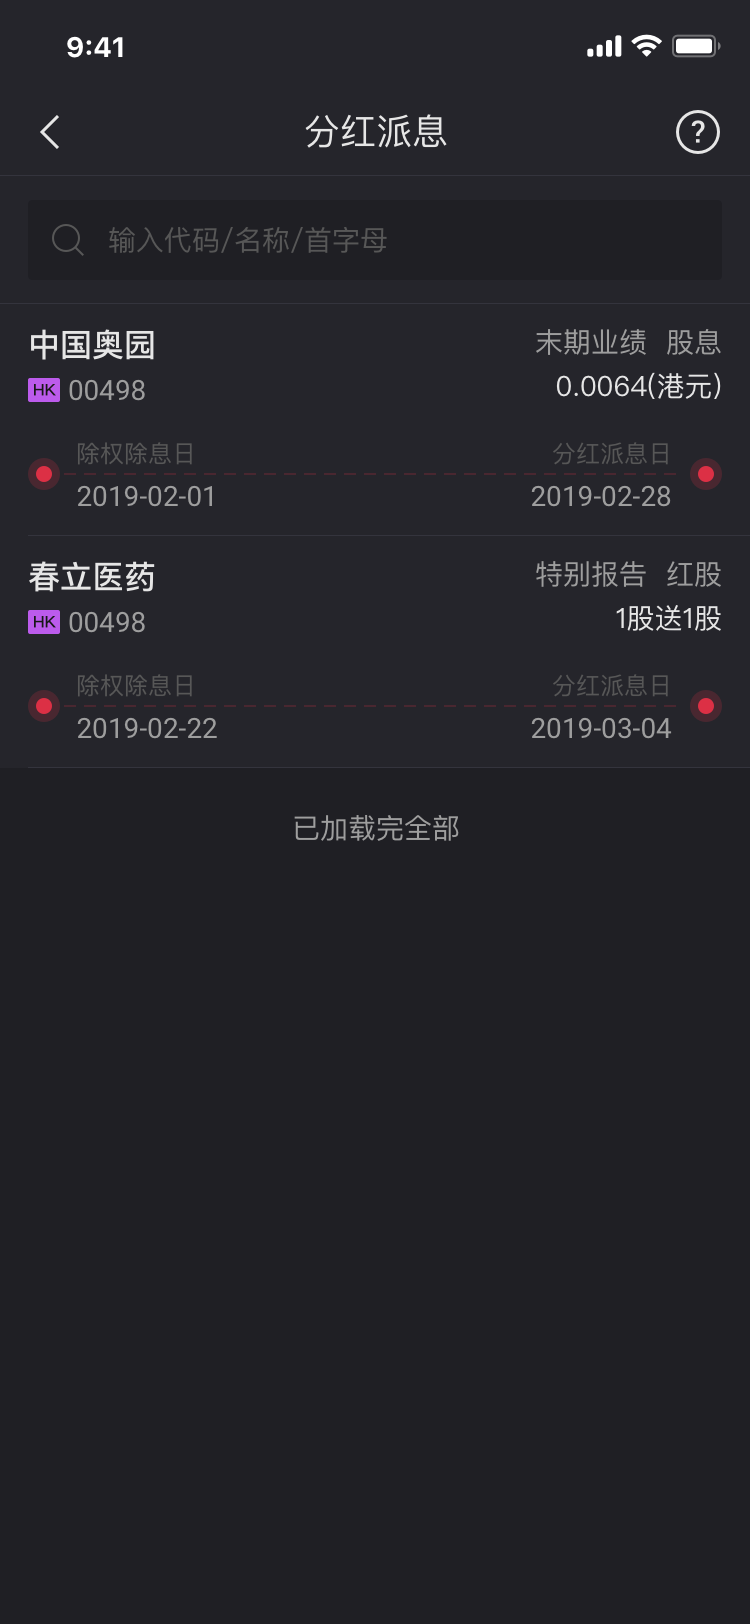 9:41
分红派息
?
输入代码/名称/首字母
中国奥园
末期业绩 股息
HK 00498
0.0064(港元)
除权除息日
分红派息日
2019-02-01
2019-02-28
春立医药
特别报告 红股
HK 00498
1股送1股
除权除息日
分红派息日
2019-02-22
2019-03-04
已加载完全部